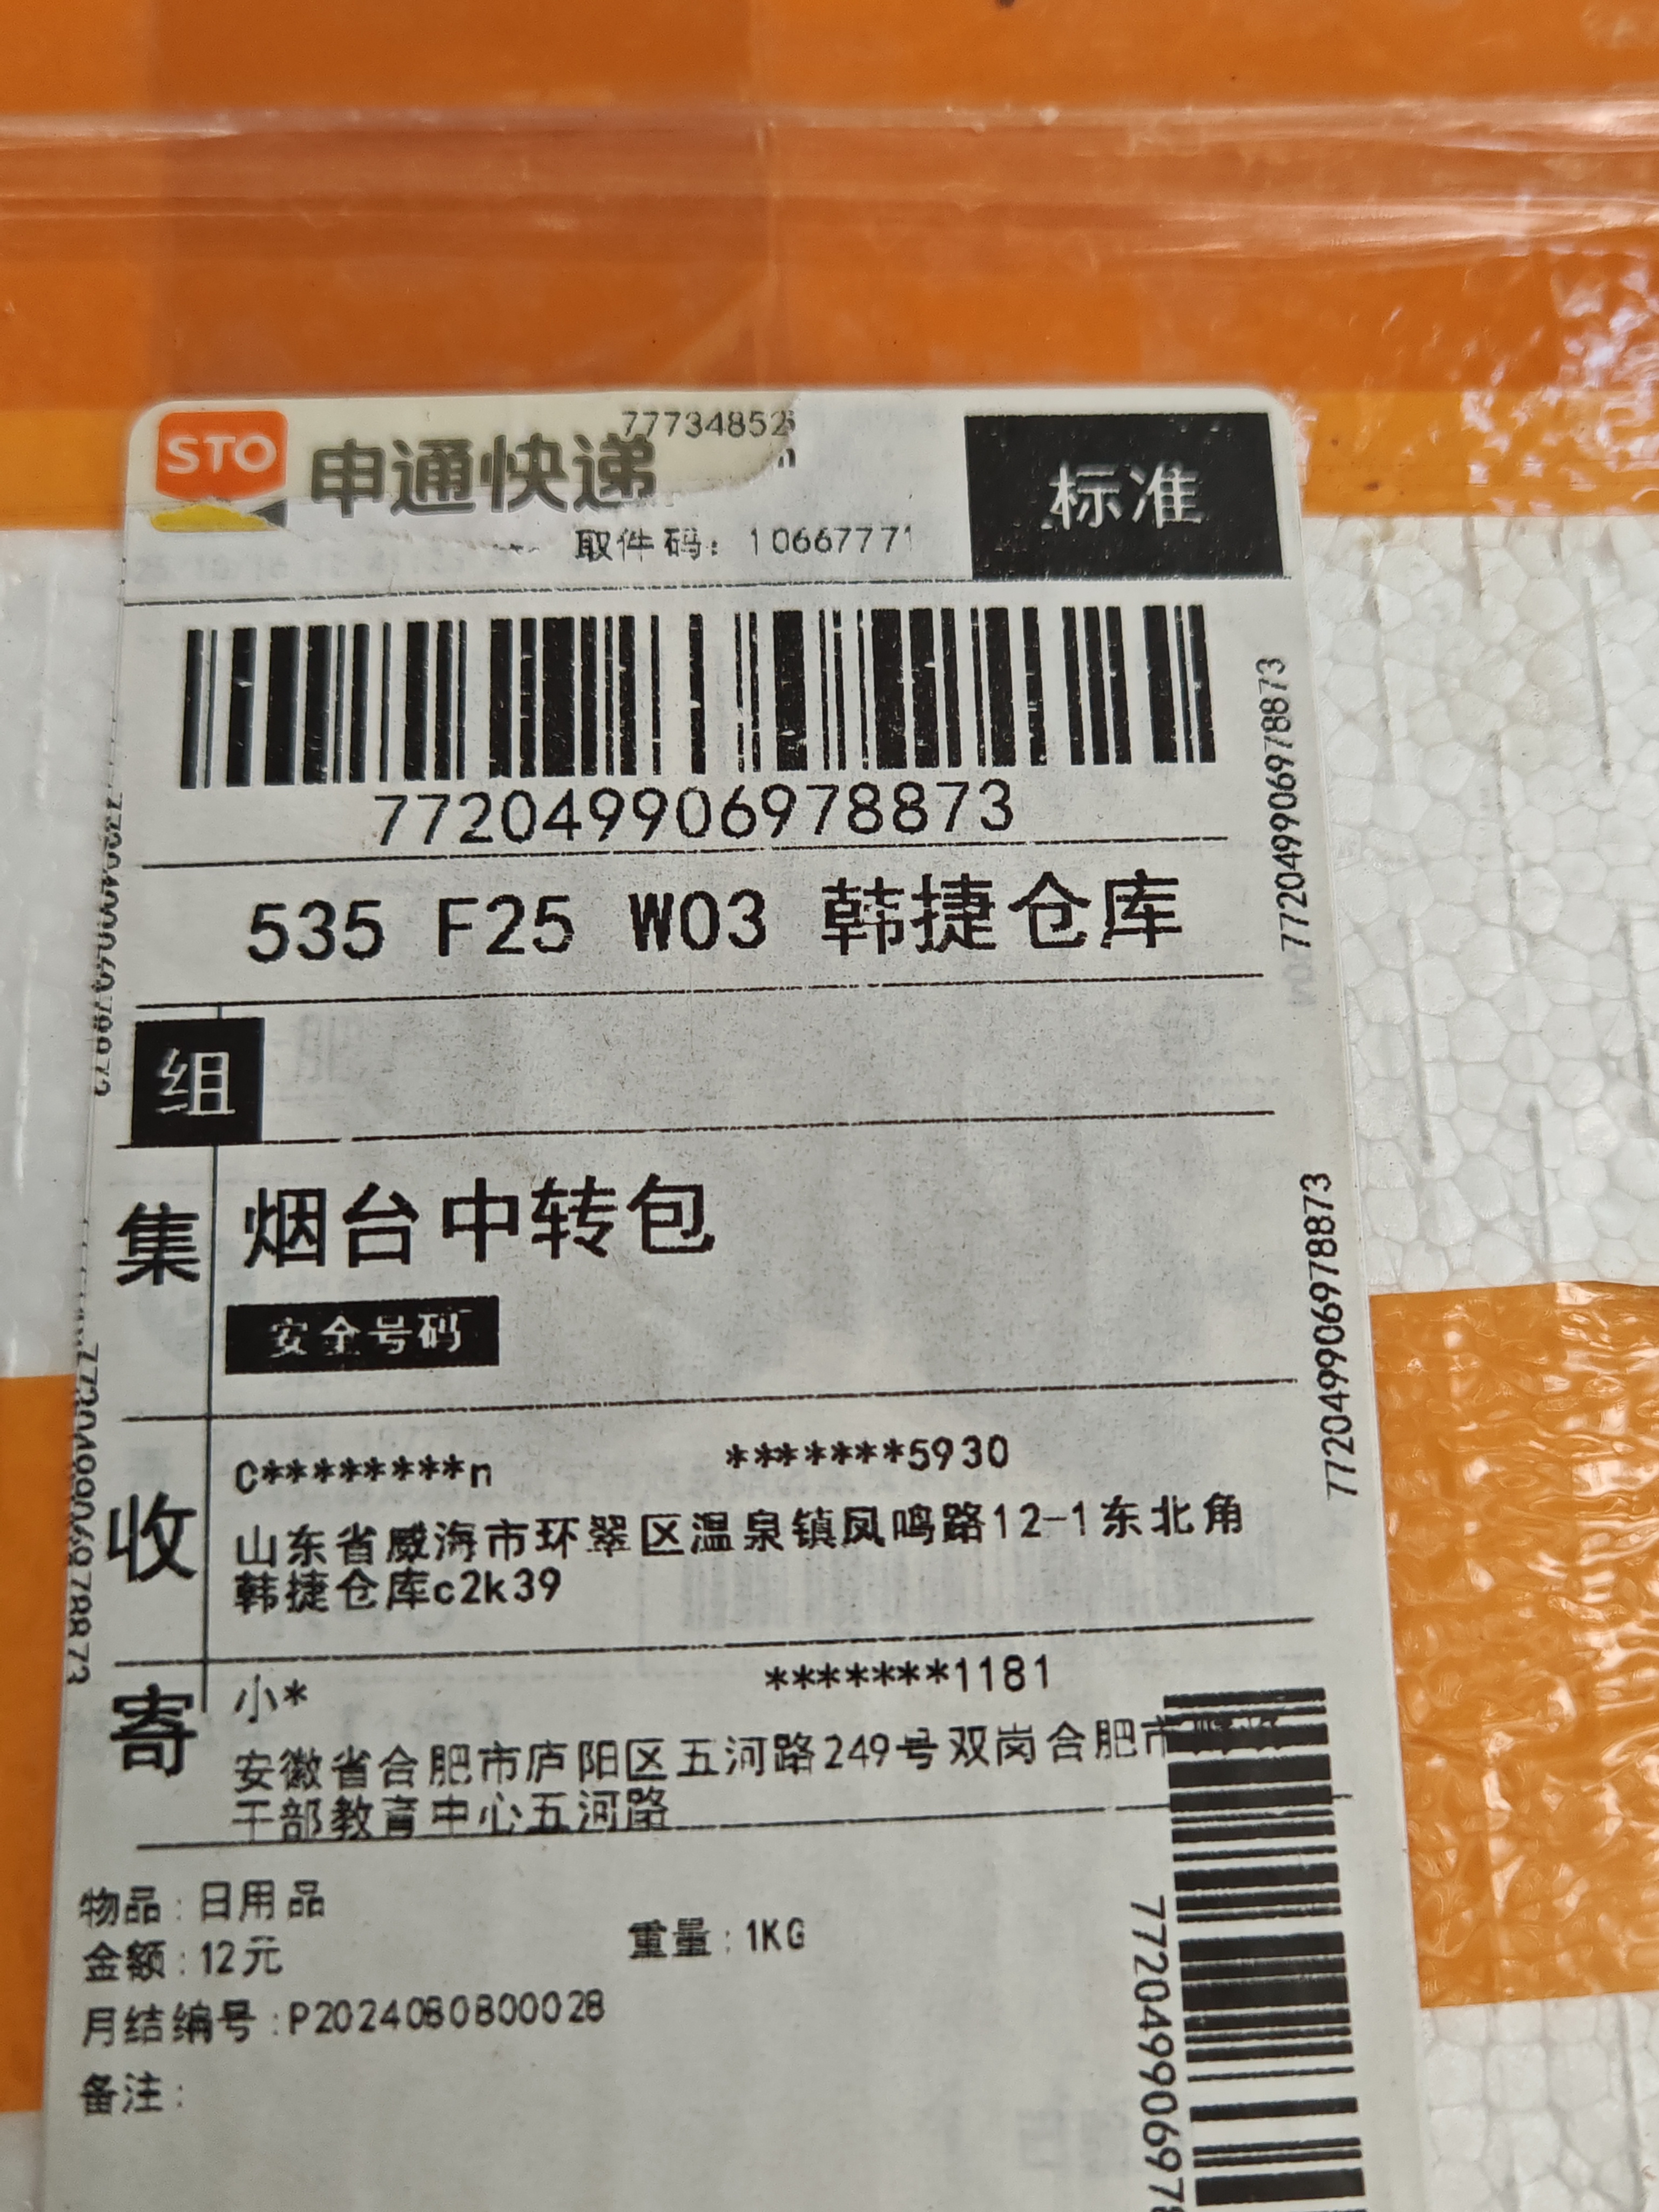 STO 申通快递
77734852
标准
取件码：10667771
772049906978873
535 F25 W03 韩捷仓库
772049906978873
组
集 烟台中转包
安全号码
772049906978873
收
C********n *******5930
山东省威海市环翠区温泉镇凤鸣路12-1东北角
韩捷仓库c2k39
寄
小* *******1181
安徽省合肥市庐阳区五河路249号双岗合肥市
干部教育中心五河路
物品：日用品
金额：12元 重量：1KG
月结编号：P2024080800028
备注：
772049906978